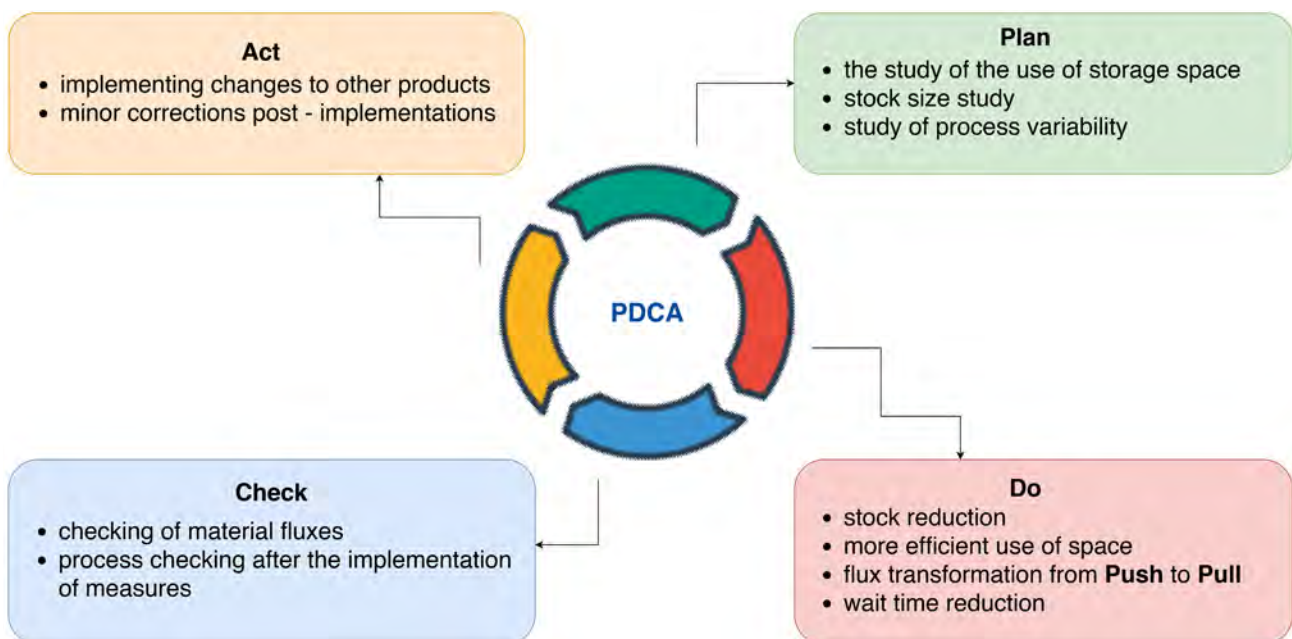 Act
• implementing changes to other products
• minor corrections post - implementations
Plan
• the study of the use of storage space
• stock size study
• study of process variability
PDCA
Check
• checking of material fluxes
• process checking after the implementation
of measures
Do
• stock reduction
• more efficient use of space
• flux transformation from Push to Pull
• wait time reduction